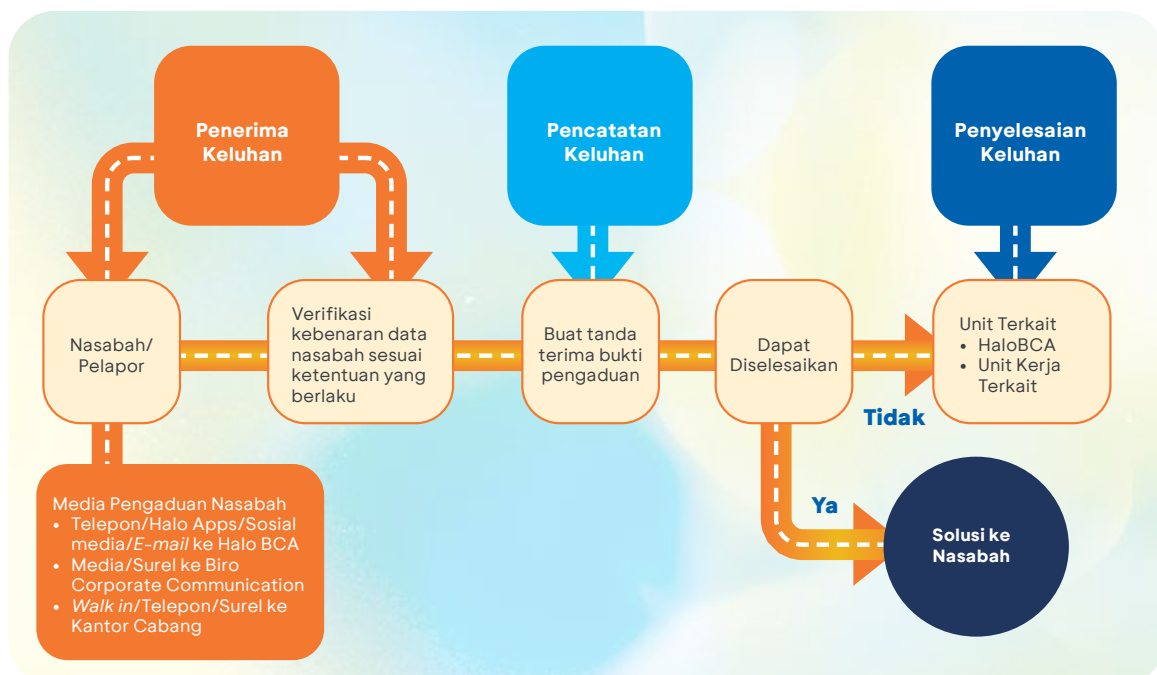 Penerima
Keluhan
Pencatatan
Keluhan
Penyelesaian
Keluhan
Nasabah/
Pelapor
Verifikasi
kebenaran data
nasabah sesuai
ketentuan yang
berlaku
Buat tanda
terima bukti
pengaduan
Dapat
Diselesaikan
Tidak
Unit Terkait
• HaloBCA
• Unit Kerja
Terkait
Ya
Solusi ke
Nasabah
Media Pengaduan Nasabah
• Telepon/Halo Apps/Sosial
media/E-mail ke Halo BCA
• Media/Surel ke Biro
Corporate Communication
• Walk in/Telepon/Surel ke
Kantor Cabang